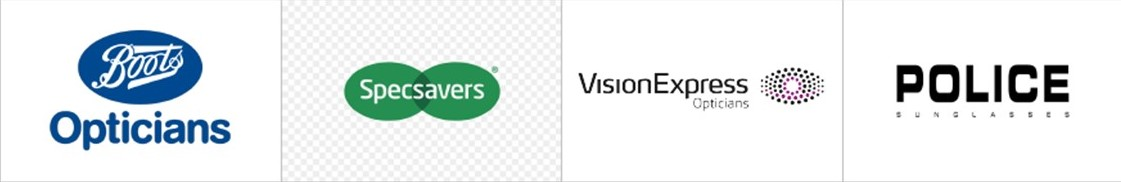 Boots
Opticians
Specsavers®
VisionExpress
Opticians
POLICE
SUNGLASSES